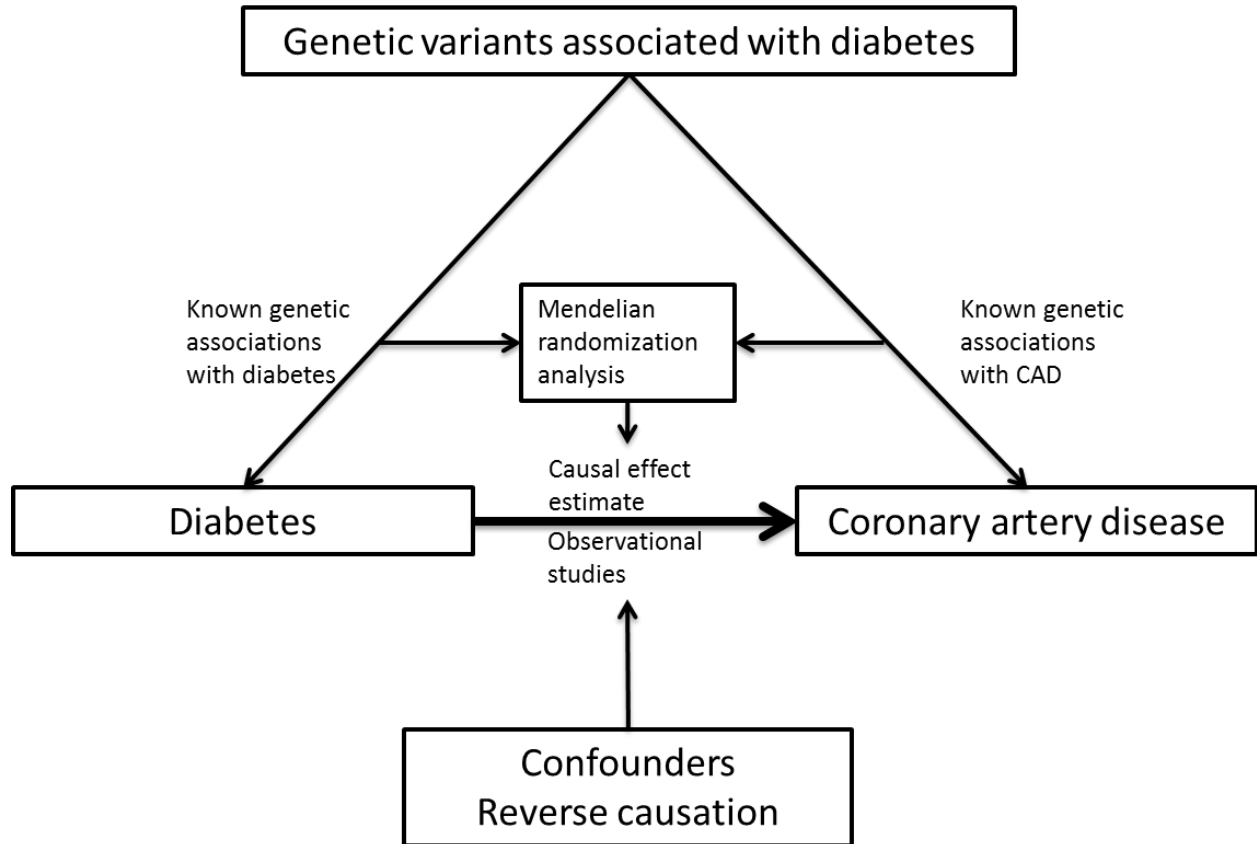 Genetic variants associated with diabetes
Known genetic
associations
with diabetes
Mendelian
randomization
analysis
Known genetic
associations
with CAD
Causal effect
estimate
Diabetes
Coronary artery disease
Observational
studies
Confounders
Reverse causation